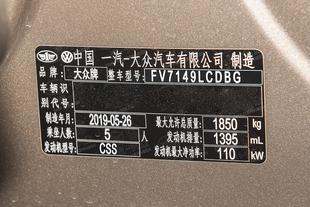 中国 一汽-大众汽车有限公司 制造
品牌: 大众牌 整车型号: FV7149LCDBG
车辆识
别代号
制造年月 2019-05-26 最大允许总质量 1850 kg
乘坐人数 5 发动机排量 1395 mL
发动机型号 CSS 发动机最大净功率 110 kW